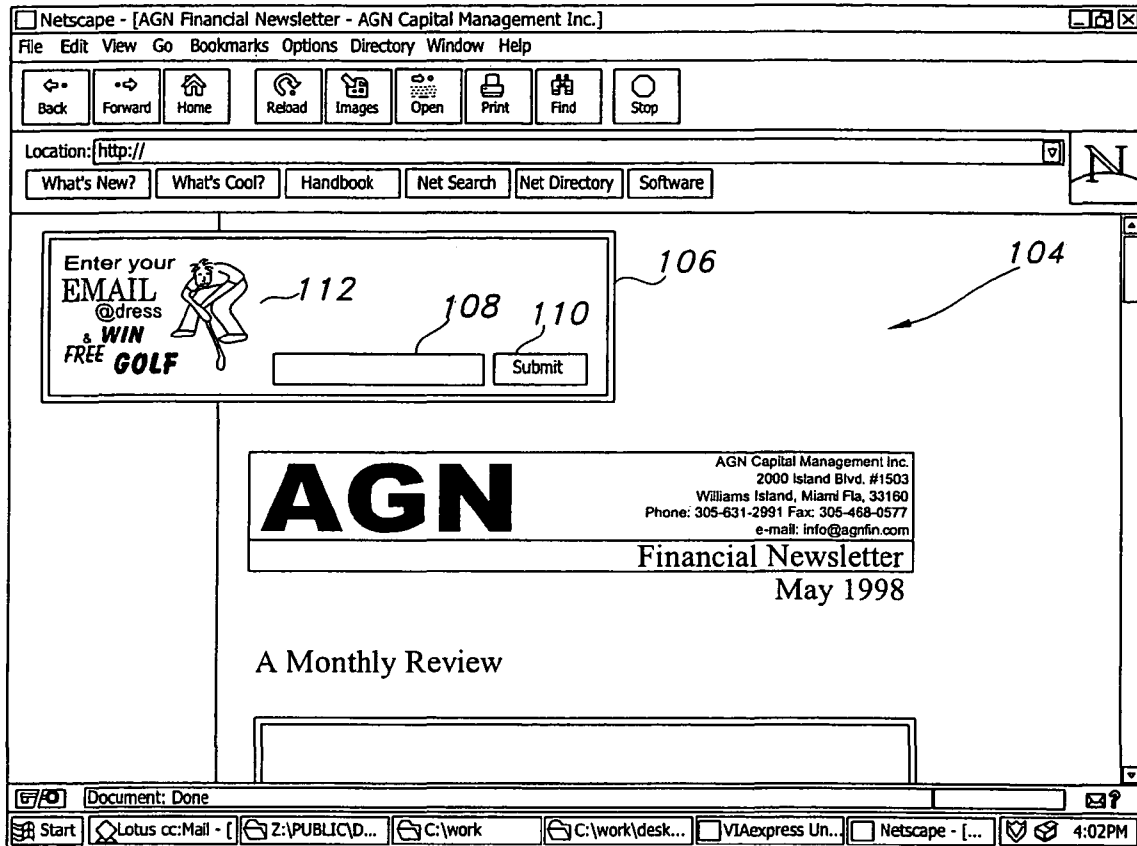 Netscape - [AGN Financial Newsletter - AGN Capital Management Inc.]
File Edit View Go Bookmarks Options Directory Window Help
Back Forward Home Reload Images Open Print Find Stop
Location: http://
N
What's New? What's Cool? Handbook Net Search Net Directory Software
Enter your
EMAIL
@dress
& WIN
FREE GOLF
112
108
110
106
104
Submit
AGN
AGN Capital Management Inc.
2000 Island Blvd. #1503
Williams Island, Miami Fla, 33160
Phone: 305-631-2991 Fax: 305-468-0577
e-mail: info@agnfin.com
Financial Newsletter
May 1998
A Monthly Review
Document: Done
Start Lotus cc:Mail - [ Z:\PUBLIC\D... C:\work C:\work\desk... VIAexpress Un... Netscape - [... 4:02PM